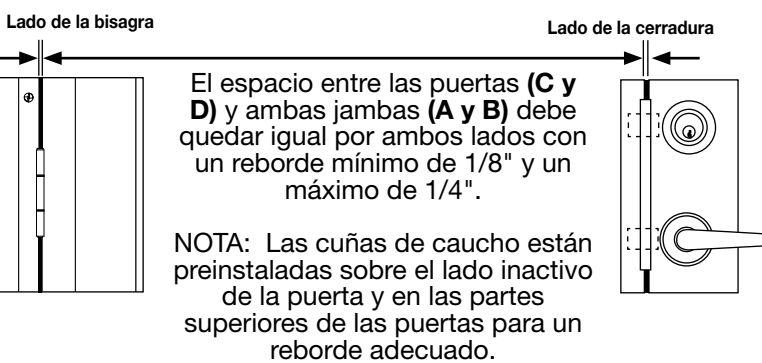 Lado de la bisagra
Lado de la cerradura
El espacio entre las puertas (C y
D) y ambas jambas (A y B) debe
quedar igual por ambos lados con
un reborde mínimo de 1/8" y un
máximo de 1/4".
NOTA: Las cuñas de caucho están
preinstaladas sobre el lado inactivo
de la puerta y en las partes
superiores de las puertas para un
reborde adecuado.